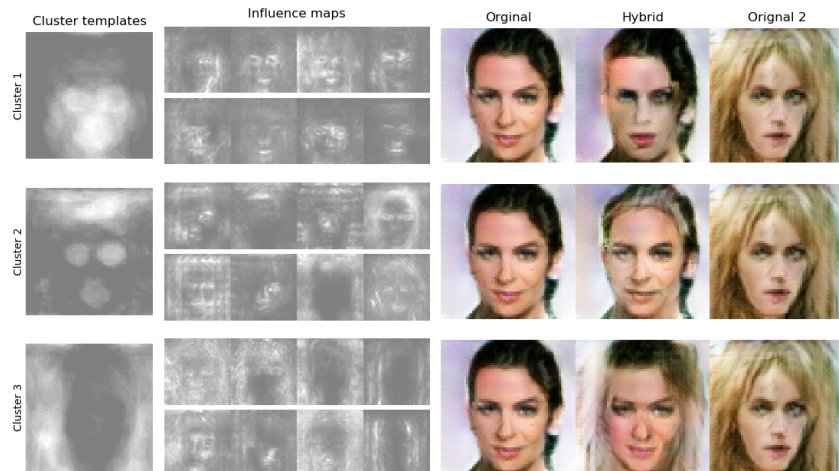 Cluster templates
Influence maps
Orginal
Hybrid
Orignal 2
Cluster 1
Cluster 2
Cluster 3